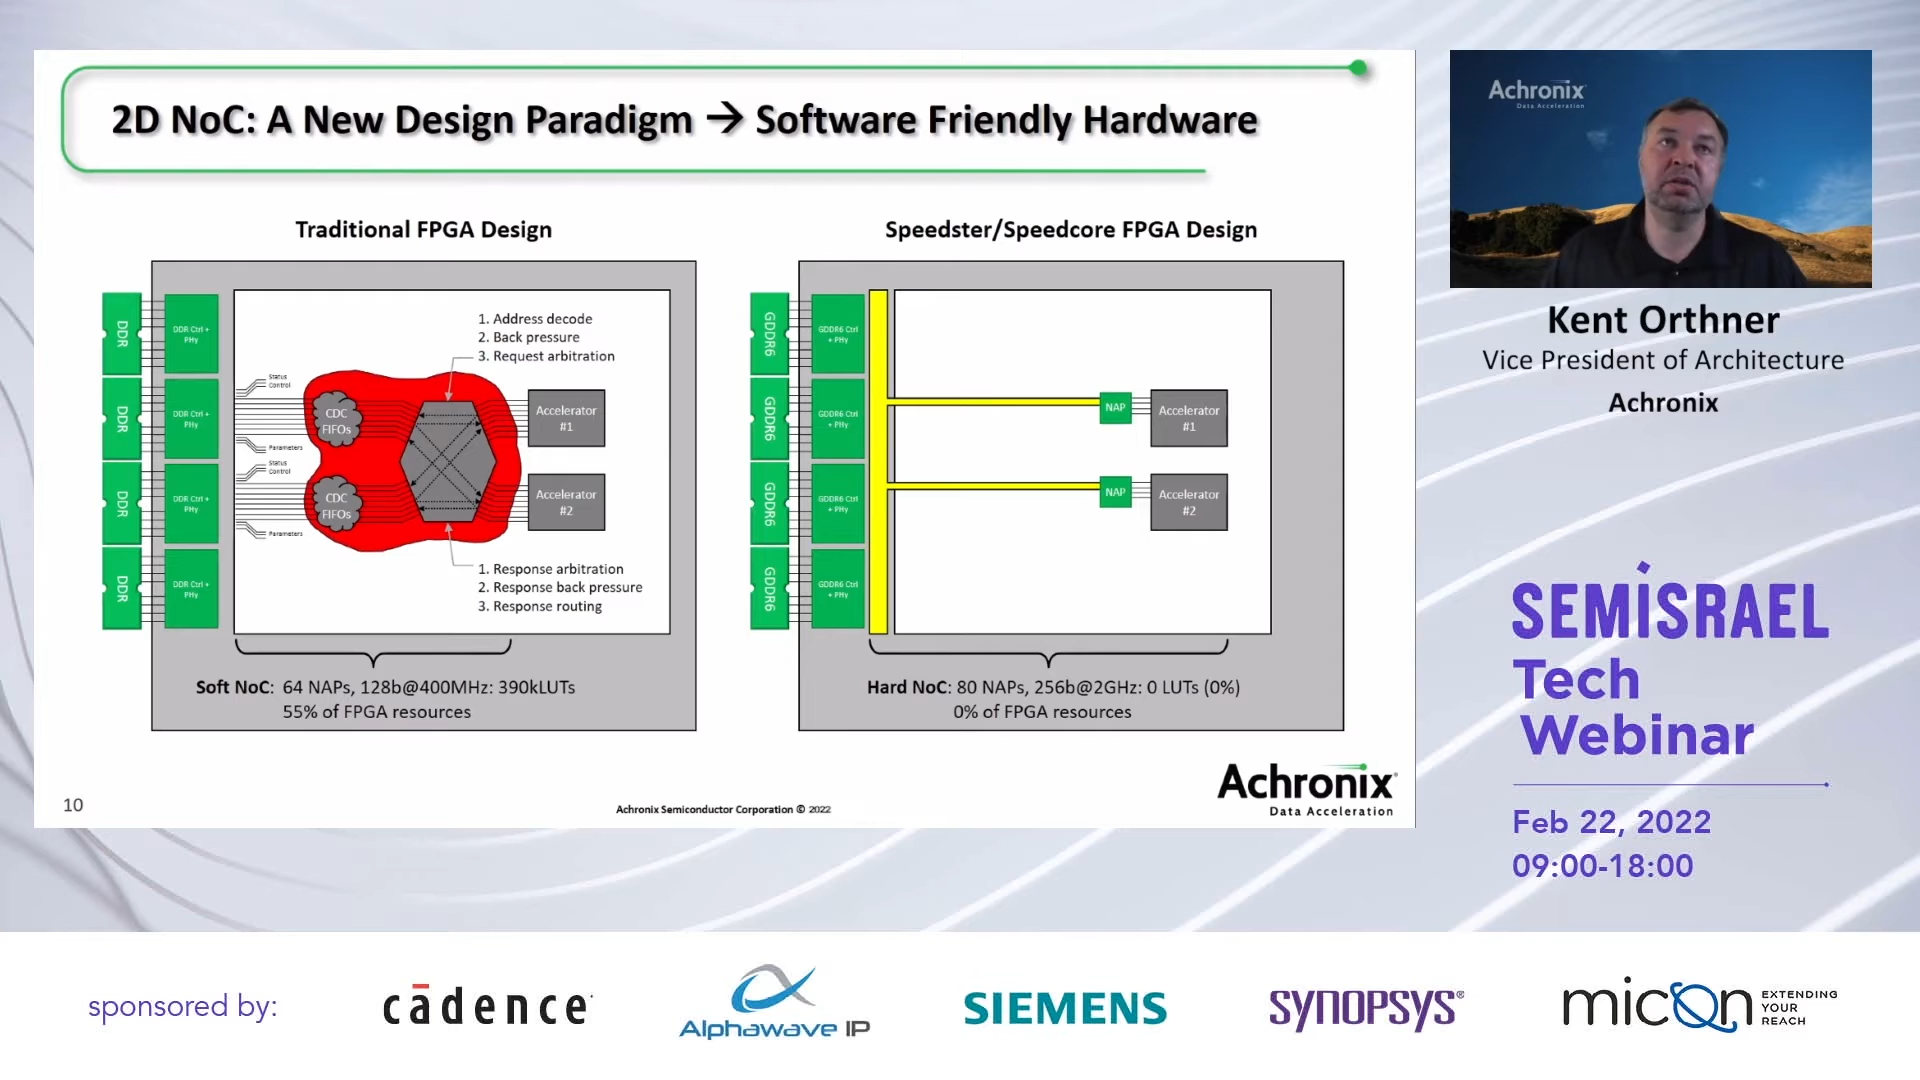 2D NoC: A New Design Paradigm → Software Friendly Hardware
Traditional FPGA Design
DDR
DDR
DDR
DDR
DDR Ctrl +
PHy
DDR Ctrl +
PHy
DDR Ctrl +
PHy
DDR Ctrl +
PHy
Status
Control
Parameters
Status
Control
Parameters
CDC
FIFOs
CDC
FIFOs
1. Address decode
2. Back pressure
3. Request arbitration
Accelerator
#1
Accelerator
#2
1. Response arbitration
2. Response back pressure
3. Response routing
Soft NoC: 64 NAPs, 128b@400MHz: 390kLUTs
55% of FPGA resources
Speedster/Speedcore FPGA Design
GDDR6
GDDR6
GDDR6
GDDR6
GDDR6 Ctrl
+ PHy
GDDR6 Ctrl
+ PHy
GDDR6 Ctrl
+ PHy
GDDR6 Ctrl
+ PHy
NAP
Accelerator
#1
NAP
Accelerator
#2
Hard NoC: 80 NAPs, 256b@2GHz: 0 LUTs (0%)
0% of FPGA resources
10
Achronix Semiconductor Corporation © 2022
Achronix
Data Acceleration
Achronix
Data Acceleration
Kent Orthner
Vice President of Architecture
Achronix
SEMISRAEL
Tech
Webinar
Feb 22, 2022
09:00-18:00
sponsored by:
cādence
Alphawave IP
SIEMENS
SYNOPSYS®
micon
EXTENDING
YOUR
REACH